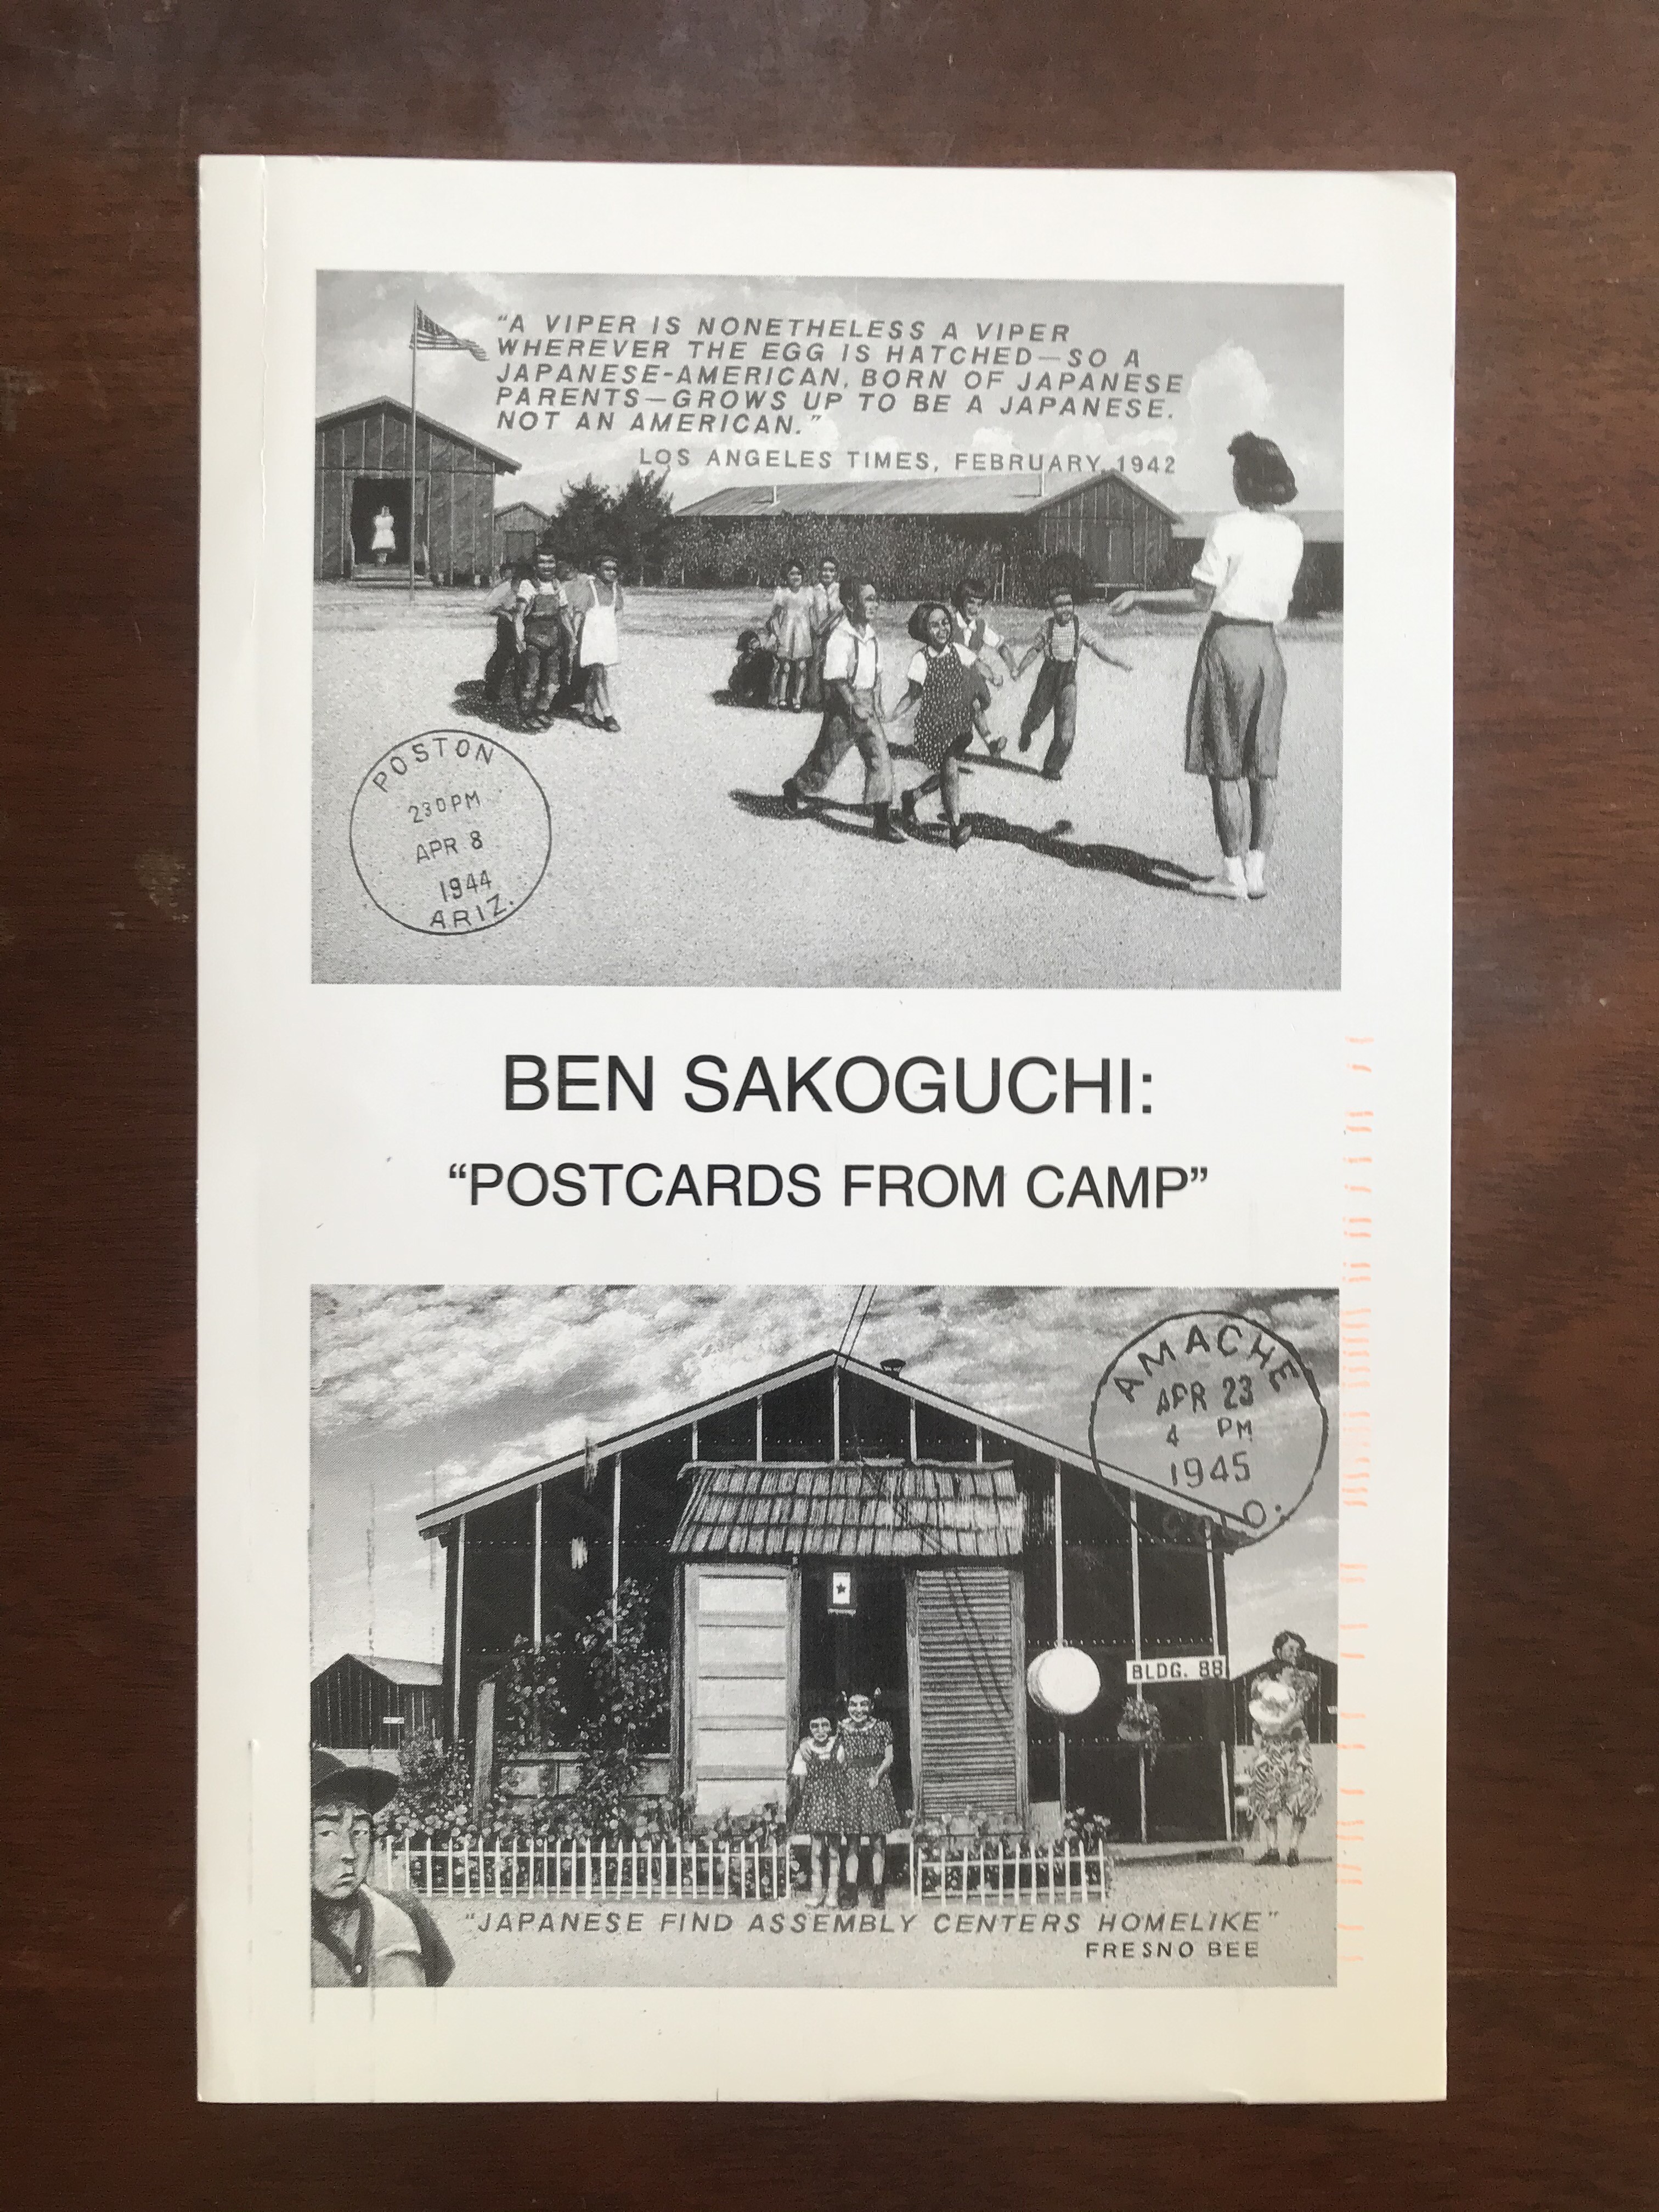 "A VIPER IS NONETHELESS A VIPER
WHEREVER THE EGG IS HATCHED—SO A
JAPANESE-AMERICAN, BORN OF JAPANESE
PARENTS—GROWS UP TO BE A JAPANESE.
NOT AN AMERICAN."
LOS ANGELES TIMES, FEBRUARY, 1942
POSTON
230PM
APR 8
1944
ARIZ.
BEN SAKOGUCHI:
“POSTCARDS FROM CAMP”
AMACHE
APR 23
4 PM
1945
COLO.
BLDG. 88
"JAPANESE FIND ASSEMBLY CENTERS HOMELIKE"
FRESNO BEE